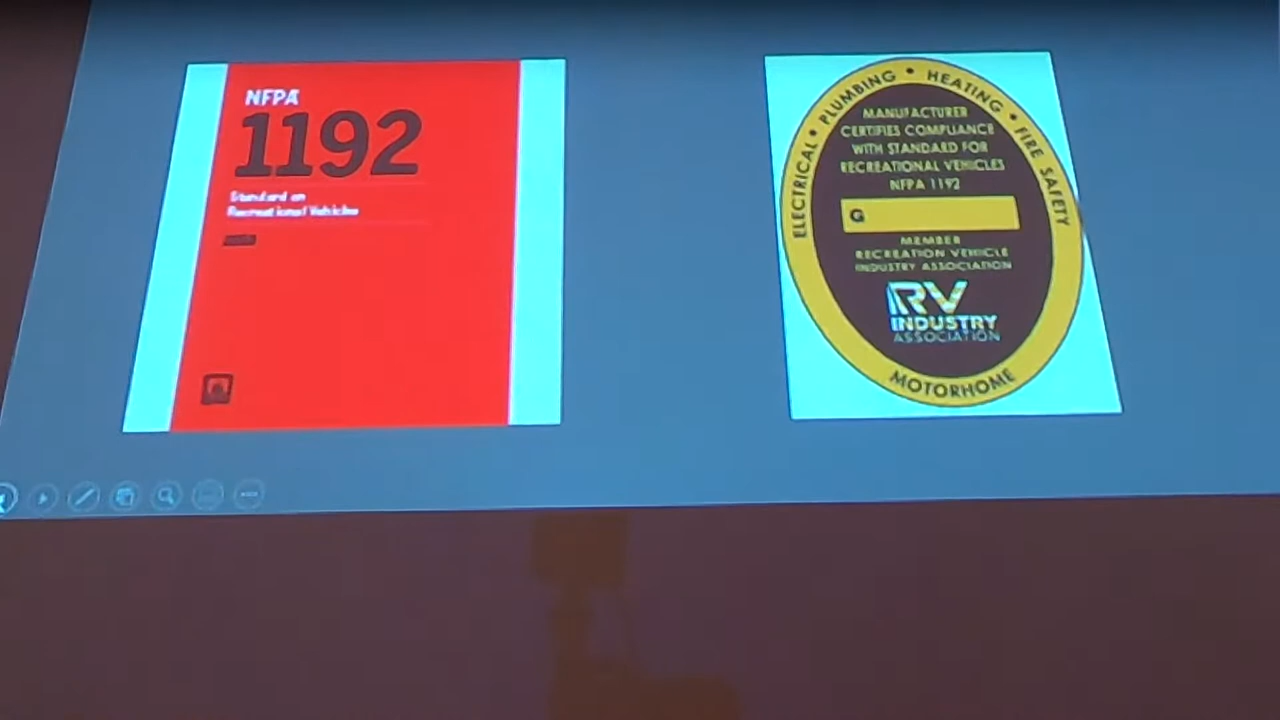 NFPA
1192
Standard on
Recreational Vehicles
ELECTRICAL • PLUMBING • HEATING • FIRE SAFETY
MANUFACTURER
CERTIFIES COMPLIANCE
WITH STANDARD FOR
RECREATIONAL VEHICLES
NFPA 1192
G
MEMBER
RECREATION VEHICLE
INDUSTRY ASSOCIATION
RV
INDUSTRY
ASSOCIATION
MOTORHOME